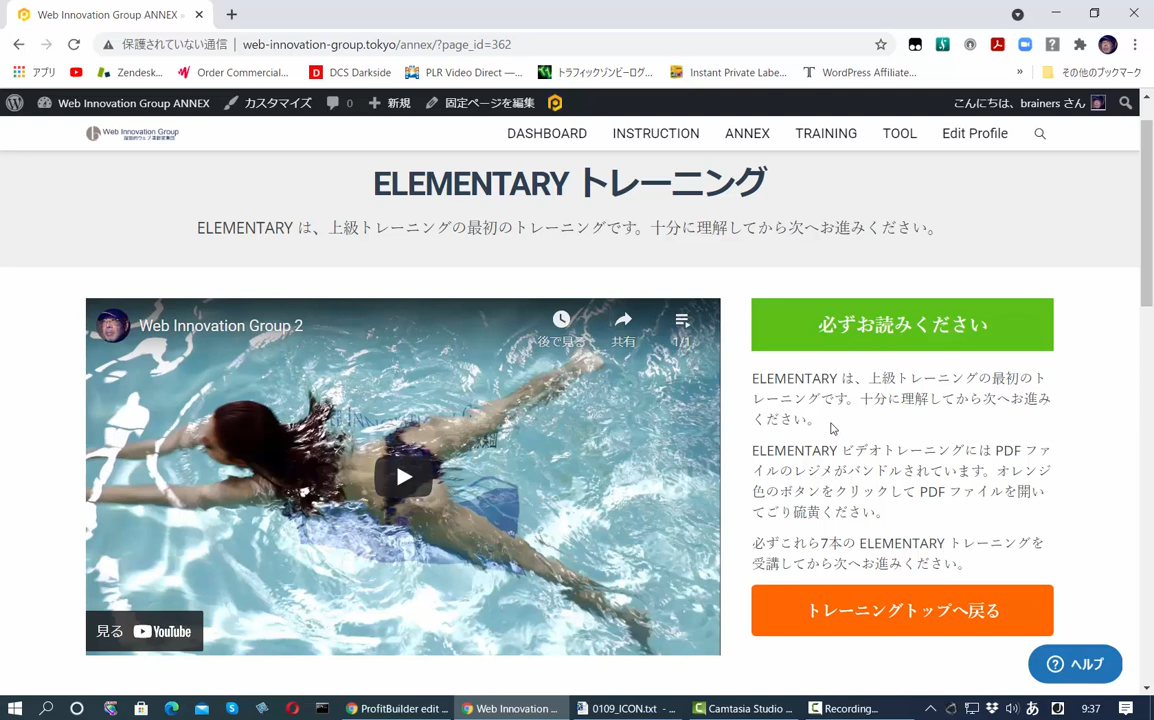 Web Innovation Group ANNEX
保護されていない通信 | web-innovation-group.tokyo/annex/?page_id=362
アプリ
Zendesk...
Order Commercial...
DCS Darkside
PLR Video Direct —...
トラフィックゾンビーログ...
Instant Private Labe...
WordPress Affiliate...
»
その他のブックマーク
Web Innovation Group ANNEX
カスタマイズ
0
新規
固定ページを編集
こんにちは、brainers さん
Web Innovation Group
DASHBOARD
INSTRUCTION
ANNEX
TRAINING
TOOL
Edit Profile
ELEMENTARY トレーニング
ELEMENTARY は、上級トレーニングの最初のトレーニングです。十分に理解してから次へお進みください。
Web Innovation Group 2
後で見る
共有
1/1
見る YouTube
必ずお読みください
ELEMENTARY は、上級トレーニングの最初のト
レーニングです。十分に理解してから次へお進み
ください。
ELEMENTARY ビデオトレーニングには PDF ファ
イルのレジメがバンドルされています。オレンジ
色のボタンをクリックして PDF ファイルを開い
てごり硫黄ください。
必ずこれら7本の ELEMENTARY トレーニングを
受講してから次へお進みください。
トレーニングトップへ戻る
ヘルプ
ProfitBuilder edit ...
Web Innovation ...
0109_ICON.txt - ...
Camtasia Studio ...
Recording...
あ
9:37